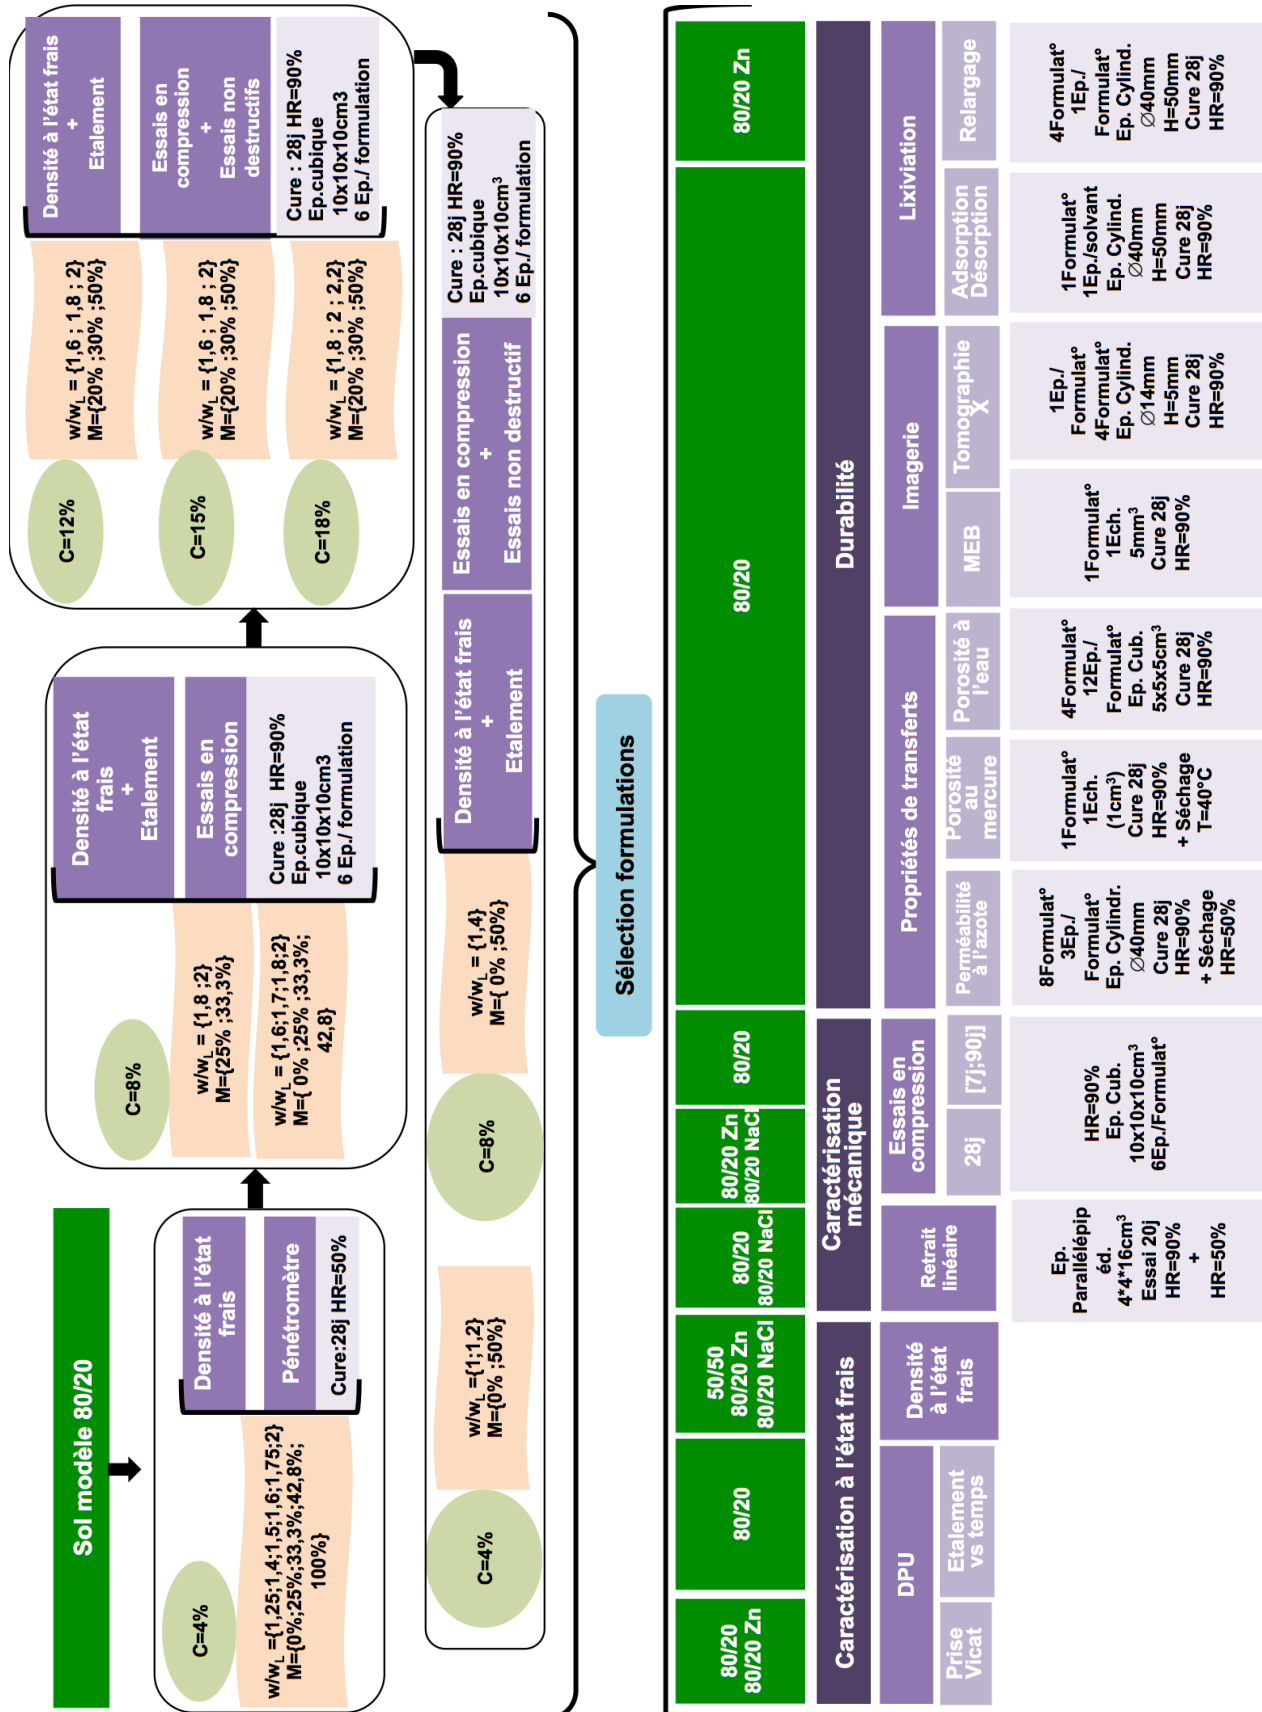 Sol modèle 80/20
C=4%
w/wL ={1,25;1,4;1,5;1,6;1,75;2}
M={0%;25%;33,3%;42,8%;
100%}
Densité à l'état
frais
Pénétromètre
Cure:28j HR=50%
C=8%
w/wL = {1,8 ;2}
M={25% ;33,3%}
w/wL = {1,6;1,7;1,8;2}
M={ 0% ;25% ;33,3%;
42,8}
Densité à l'état
frais
+
Etalement
Essais en
compression
Cure :28j HR=90%
Ep.cubique
10x10x10cm3
6 Ep./ formulation
C=12%
w/wL = {1,6 ; 1,8 ; 2}
M={20% ;30% ;50%}
C=15%
w/wL = {1,6 ; 1,8 ; 2}
M={20% ;30% ;50%}
C=18%
w/wL = {1,8 ; 2 ; 2,2}
M={20% ;30% ;50%}
Densité à l'état frais
+
Etalement
Essais en
compression
+
Essais non
destructifs
Cure : 28j HR=90%
Ep.cubique
10x10x10cm3
6 Ep./ formulation
C=4%
w/wL ={1;1,2}
M={0% ;50%}
C=8%
w/wL = {1,4}
M={ 0% ;50%}
Densité à l'état frais
+
Etalement
Essais en compression
+
Essais non destructif
Cure : 28j HR=90%
Ep.cubique
10x10x10cm³
6 Ep./ formulation
Sélection formulations
80/20
80/20 Zn
80/20
50/50
80/20 Zn
80/20 NaCl
80/20
80/20 NaCl
80/20 Zn
80/20 NaCl
80/20
80/20
80/20 Zn
Caractérisation à l'état frais
Caractérisation
mécanique
Durabilité
DPU
Densité
à l'état
frais
Retrait
linéaire
Essais en
compression
Propriétés de transferts
Imagerie
Lixiviation
Prise
Vicat
Etalement
vs temps
28j
[7j;90j]
Perméabilité
à l'azote
Porosité
au
mercure
Porosité à
l'eau
MEB
Tomographie
X
Adsorption
Désorption
Relargage
Ep.
Parallélépip
éd.
4*4*16cm³
Essai 20j
HR=90%
+
HR=50%
HR=90%
Ep. Cub.
10x10x10cm³
6Ep./Formulat°
8Formulat°
3Ep./
Formulat°
Ep. Cylindr.
∅40mm
Cure 28j
HR=90%
+ Séchage
HR=50%
1Formulat°
1Ech.
(1cm³)
Cure 28j
HR=90%
+ Séchage
T=40°C
4Formulat°
12Ep./
Formulat°
Ep. Cub.
5x5x5cm³
Cure 28j
HR=90%
1Formulat°
1Ech.
5mm³
Cure 28j
HR=90%
1Ep./
Formulat°
4Formulat°
Ep. Cylind.
∅14mm
H=5mm
Cure 28j
HR=90%
1Formulat°
1Ep./solvant
Ep. Cylind.
∅40mm
H=50mm
Cure 28j
HR=90%
4Formulat°
1Ep./
Formulat°
Ep. Cylind.
∅40mm
H=50mm
Cure 28j
HR=90%